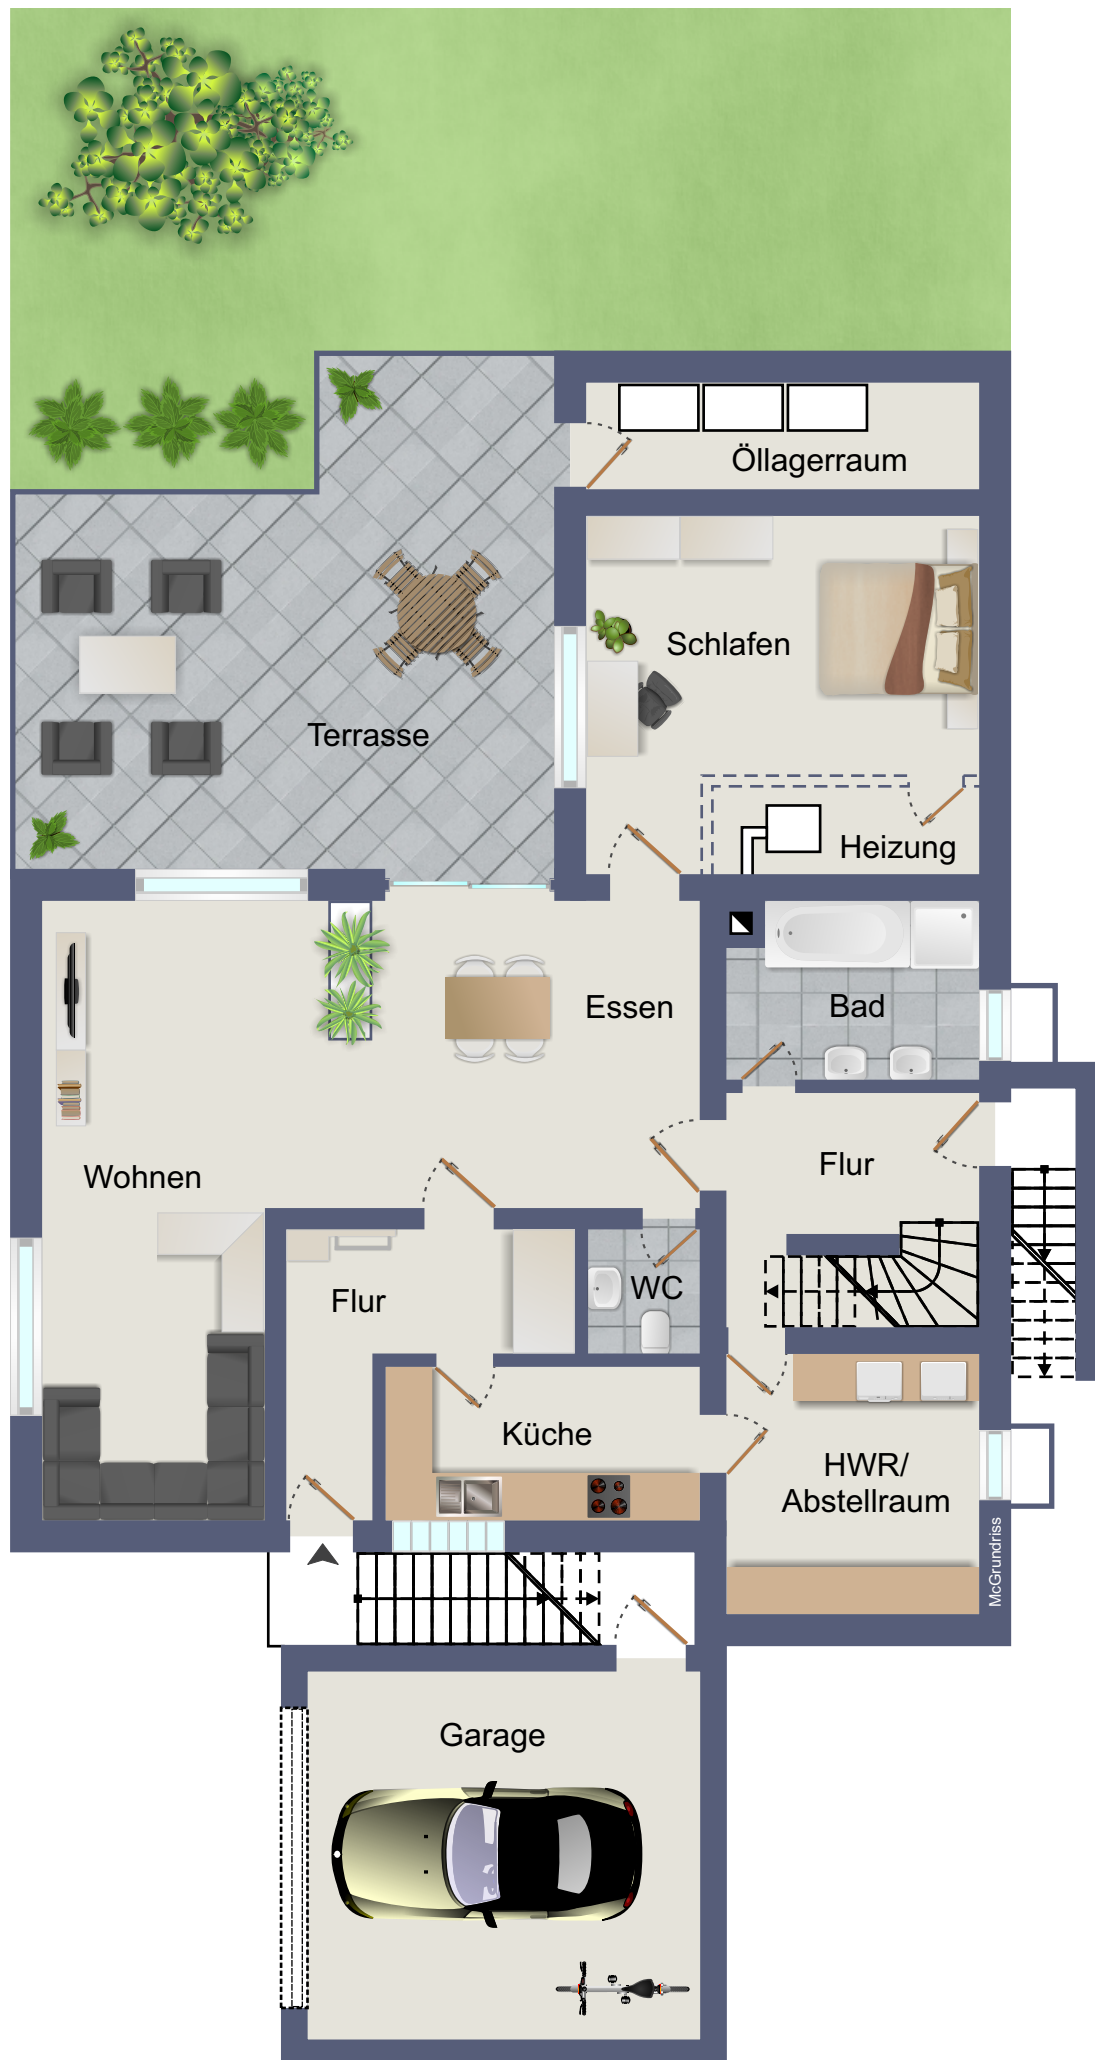 Öllagerraum
Schlafen
Terrasse
Heizung
Essen
Bad
Wohnen
Flur
Flur
WC
Küche
HWR/
Abstellraum
McGrundriss
Garage